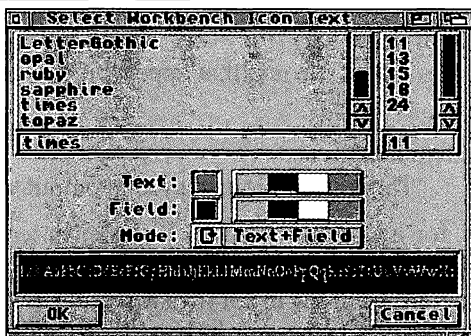 Select Workbench Icon Text
LetterGothic
opal
ruby
sapphire
times
topaz
11
13
15
18
24
times
11
Text:
Field:
Mode: Text+Field
OK
Cancel